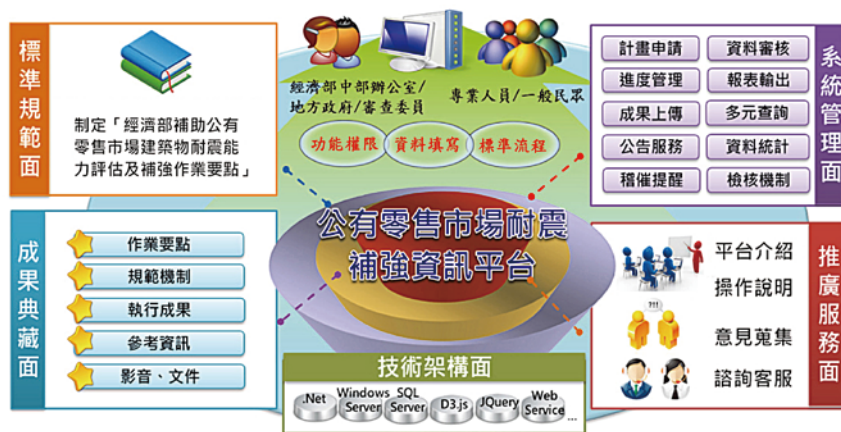 標準規範面
制定「經濟部補助公有
零售市場建築物耐震能
力評估及補強作業要點」
經濟部中部辦公室/
地方政府/審查委員
專業人員/一般民眾
功能權限
資料填寫
標準流程
系統管理面
計畫申請
資料審核
進度管理
報表輸出
成果上傳
多元查詢
公告服務
資料統計
稽催提醒
檢核機制
公有零售市場耐震
補強資訊平台
成果典藏面
作業要點
規範機制
執行成果
參考資訊
影音、文件
推廣服務面
平台介紹
操作說明
?!!
意見蒐集
諮詢客服
技術架構面
.Net
Windows
Server
SQL
Server
D3.js
JQuery
Web
Service
...